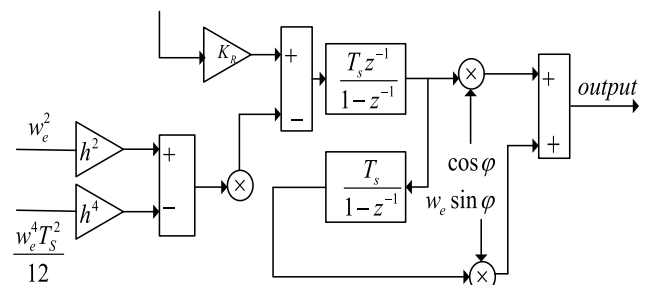 K_R
+
−
T_s z^{-1}
1 − z^{-1}
×
+
+
output
w_e^2
h^2
+
−
×
h^4
w_e^4 T_S^2
12
T_s
1 − z^{-1}
cos φ
w_e sin φ
×